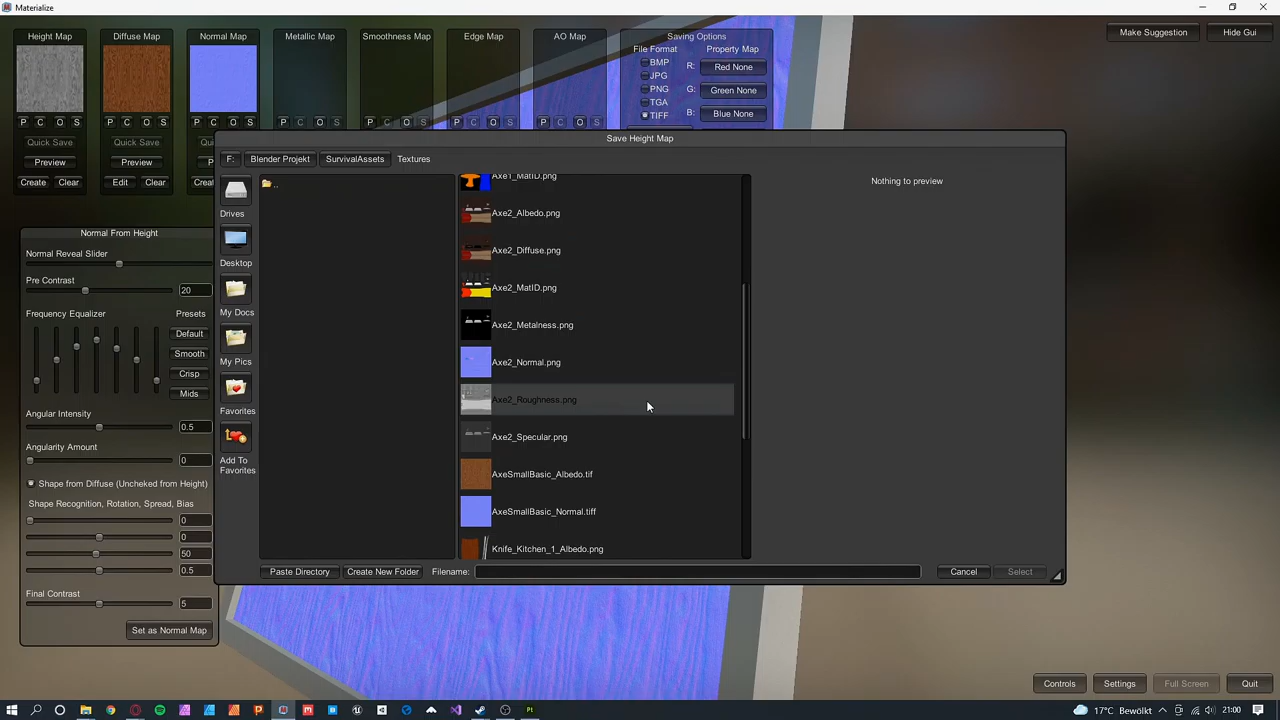 Materialize
Height Map
Diffuse Map
Normal Map
Metallic Map
Smoothness Map
Edge Map
AO Map
Saving Options
File Format
Property Map
BMP
JPG
PNG
TGA
TIFF
R: Red None
G: Green None
B: Blue None
Make Suggestion
Hide Gui
P C O S
P C O S
P C O S
P C O S
P C O S
P C O S
P C O S
Quick Save
Quick Save
Preview
Preview
Create Clear
Edit Clear
Save Height Map
F: Blender Projekt SurvivalAssets Textures
Drives
Desktop
My Docs
My Pics
Favorites
Add To
Favorites
..
Axe1_MatID.png
Axe2_Albedo.png
Axe2_Diffuse.png
Axe2_MatID.png
Axe2_Metalness.png
Axe2_Normal.png
Axe2_Roughness.png
Axe2_Specular.png
AxeSmallBasic_Albedo.tif
AxeSmallBasic_Normal.tiff
Knife_Kitchen_1_Albedo.png
Nothing to preview
Paste Directory
Create New Folder
Filename:
Cancel
Select
Normal From Height
Normal Reveal Slider
Pre Contrast
20
Frequency Equalizer
Presets
Default
Smooth
Crisp
Mids
Angular Intensity
0.5
Angularity Amount
0
Shape from Diffuse (Uncheked from Height)
Shape Recognition, Rotation, Spread, Bias
0
0
50
0.5
Final Contrast
5
Set as Normal Map
Controls
Settings
Full Screen
Quit
17°C Bewölkt
21:00